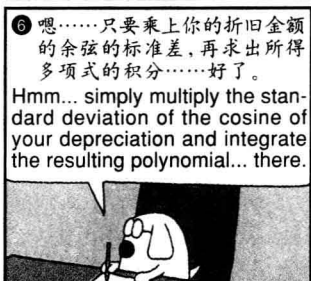 ❻ 嗯……只要乘上你的折旧金额
的余弦的标准差，再求出所得
多项式的积分……好了。
Hmm... simply multiply the stan-
dard deviation of the cosine of
your depreciation and integrate
the resulting polynomial... there.